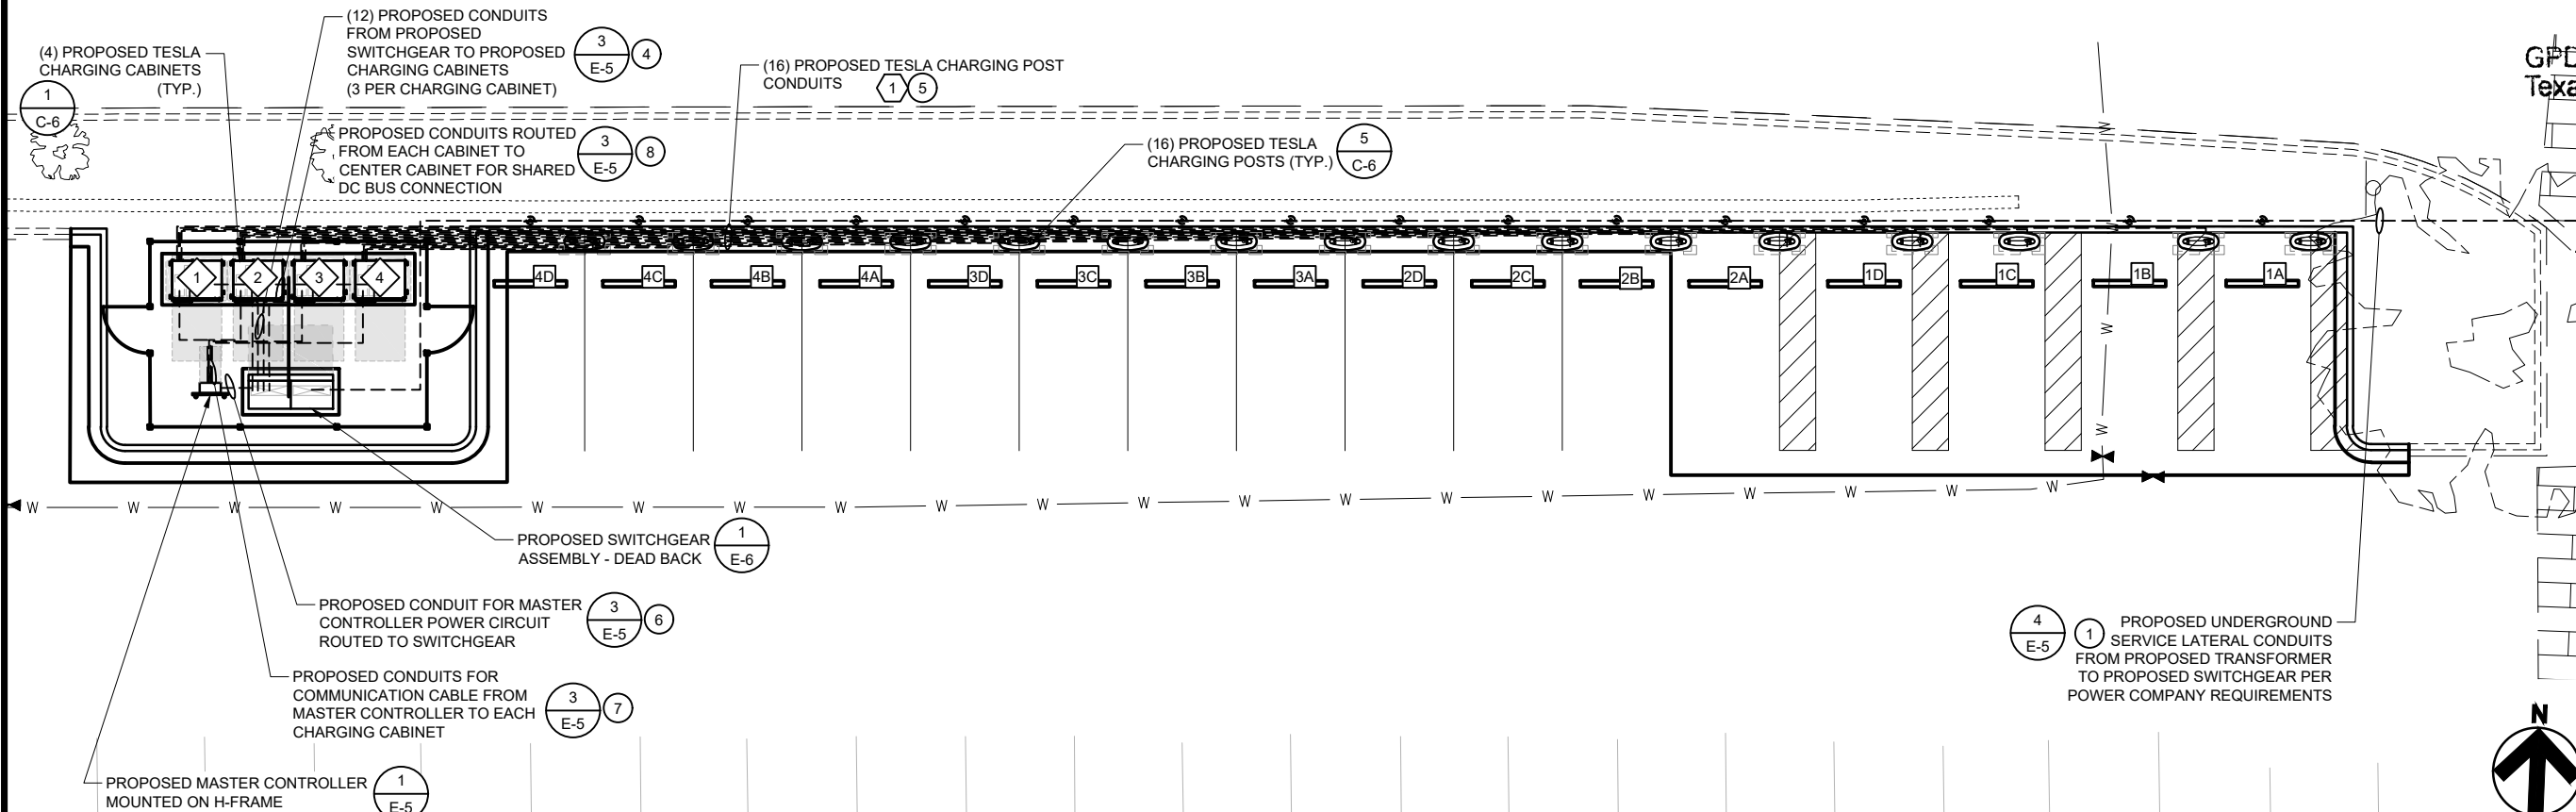 (12) PROPOSED CONDUITS
FROM PROPOSED
SWITCHGEAR TO PROPOSED
CHARGING CABINETS
(3 PER CHARGING CABINET)
3
E-5
4
(4) PROPOSED TESLA
CHARGING CABINETS
(TYP.)
1
C-6
(16) PROPOSED TESLA CHARGING POST
CONDUITS
1
5
PROPOSED CONDUITS ROUTED
FROM EACH CABINET TO
CENTER CABINET FOR SHARED
DC BUS CONNECTION
3
E-5
8
(16) PROPOSED TESLA
CHARGING POSTS (TYP.)
5
C-6
GPD
Texa
W
1 2 3 4
4D 4C 4B 4A 3D 3C 3B 3A 2D 2C 2B 2A 1D 1C 1B 1A
W
W
W W W W W W W W W W W W W W W W W W W W W
PROPOSED SWITCHGEAR
ASSEMBLY - DEAD BACK
1
E-6
PROPOSED CONDUIT FOR MASTER
CONTROLLER POWER CIRCUIT
ROUTED TO SWITCHGEAR
3
E-5
6
PROPOSED CONDUITS FOR
COMMUNICATION CABLE FROM
MASTER CONTROLLER TO EACH
CHARGING CABINET
3
E-5
7
PROPOSED MASTER CONTROLLER
MOUNTED ON H-FRAME
1
E-5
4
E-5
1
PROPOSED UNDERGROUND
SERVICE LATERAL CONDUITS
FROM PROPOSED TRANSFORMER
TO PROPOSED SWITCHGEAR PER
POWER COMPANY REQUIREMENTS
N